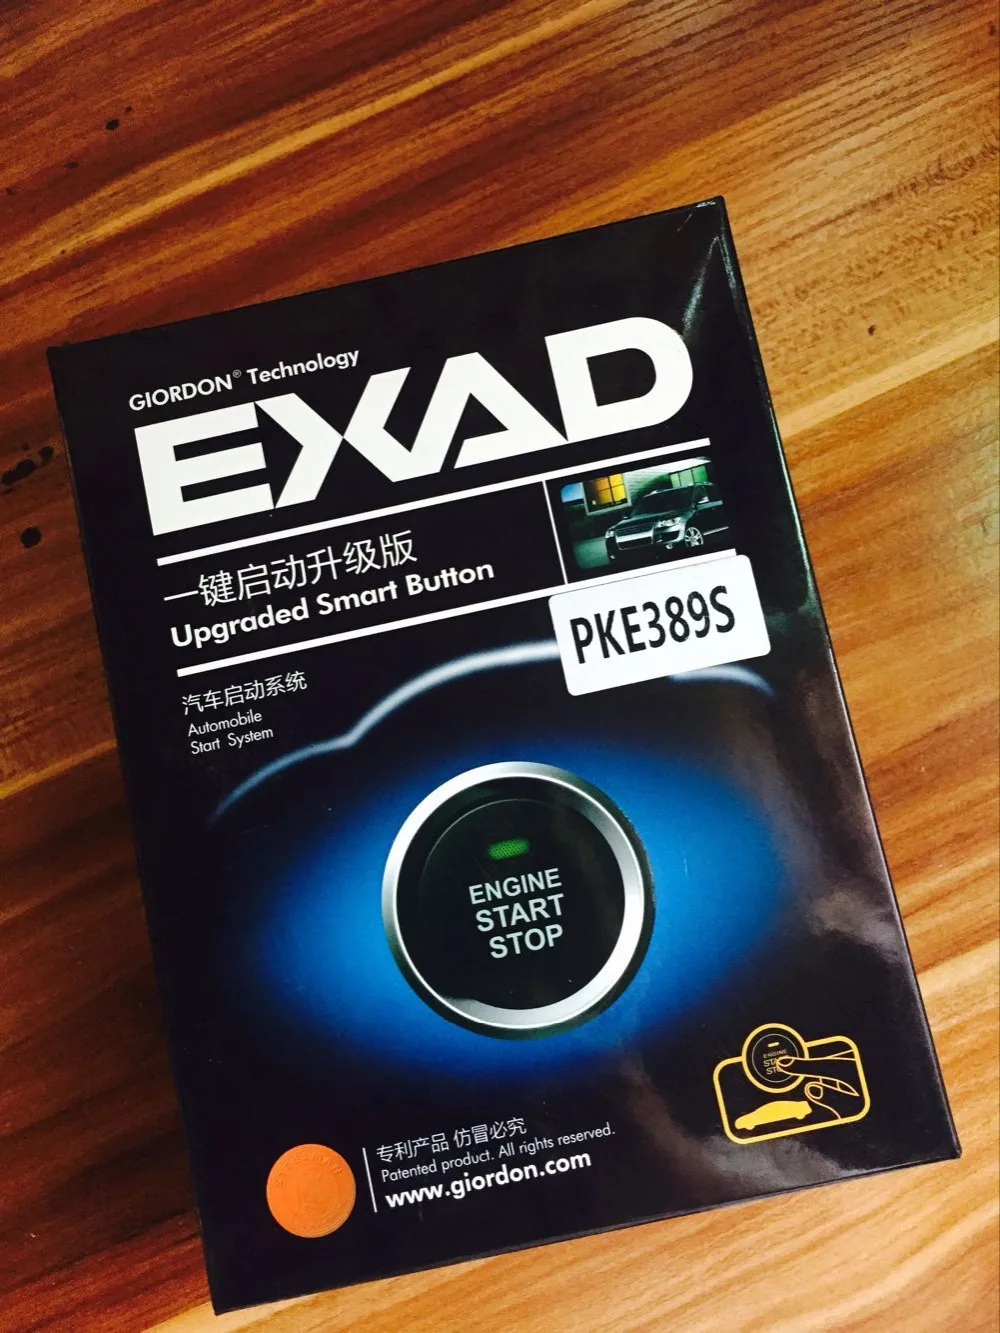 GIORDON® Technology
EXAD
一键启动升级版
Upgraded Smart Button
PKE389S
汽车启动系统
Automobile
Start System
ENGINE
START
STOP
ENGINE
专利产品 仿冒必究
Patented product. All rights reserved.
www.giordon.com